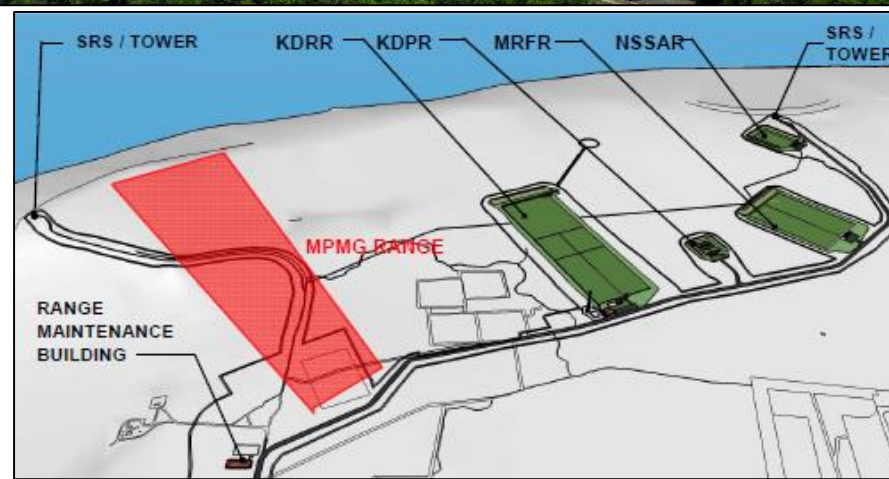 SRS / TOWER
KDRR
KDPR
MRFR
NSSAR
SRS /
TOWER
MPMG RANGE
RANGE
MAINTENANCE
BUILDING